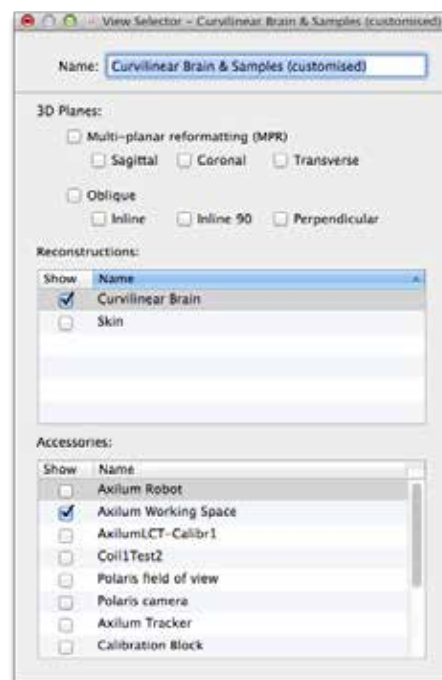 View Selector - Curvilinear Brain & Samples (customised)
Name: Curvilinear Brain & Samples (customised)
3D Planes:
Multi-planar reformatting (MPR)
Sagittal Coronal Transverse
Oblique
Inline Inline 90 Perpendicular
Reconstructions:
Show Name
Curvilinear Brain
Skin
Accessories:
Show Name
Axilum Robot
Axilum Working Space
AxilumLCT-Calibr1
Coil1Test2
Polaris field of view
Polaris camera
Axilum Tracker
Calibration Block